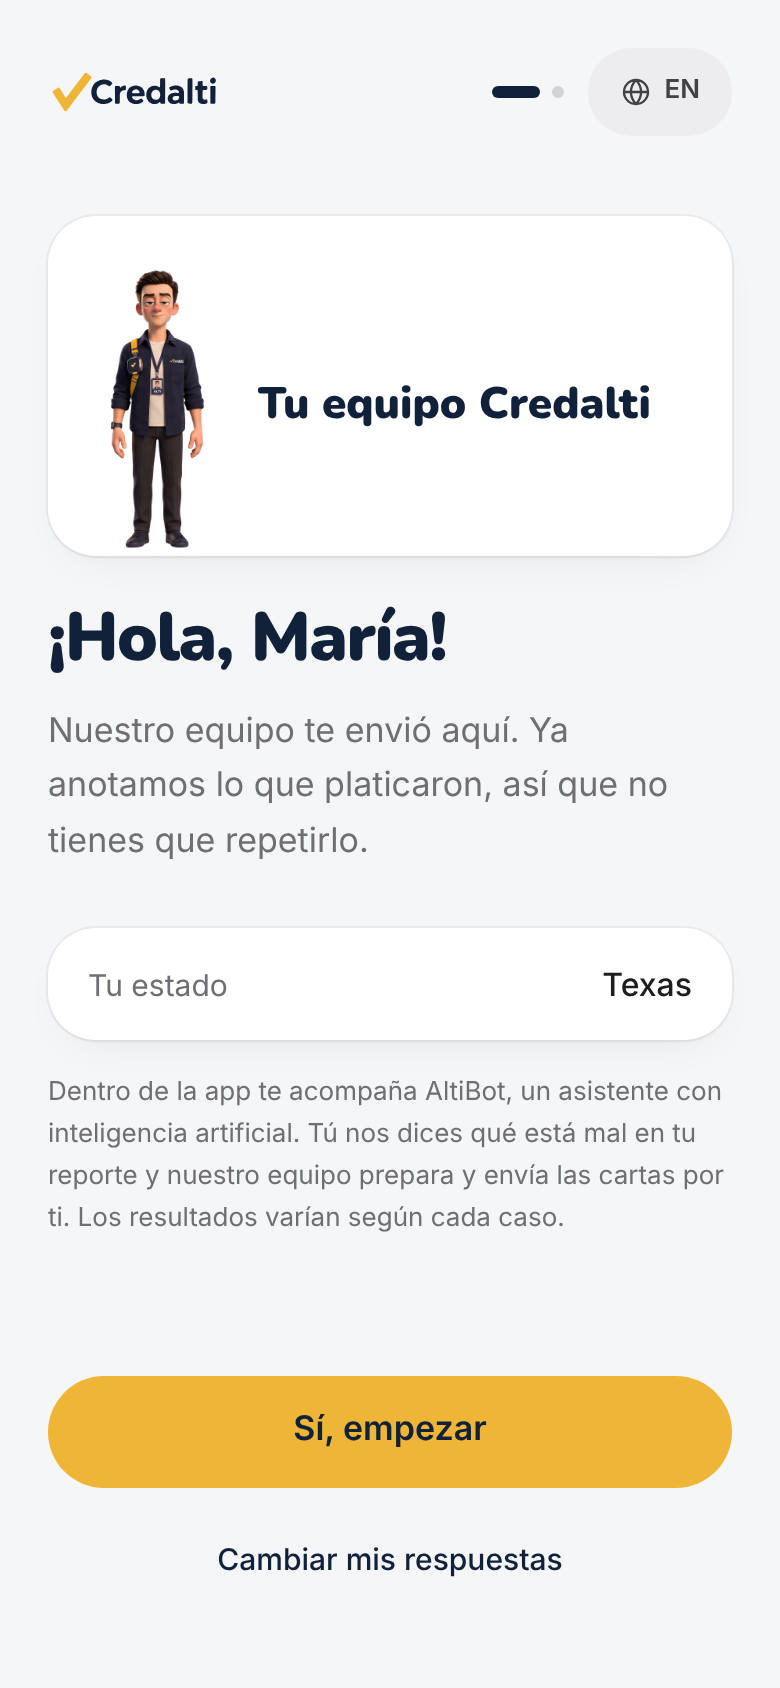 Credalti
EN
Tu equipo Credalti
¡Hola, María!
Nuestro equipo te envió aquí. Ya
anotamos lo que platicaron, así que no
tienes que repetirlo.
Tu estado
Texas
Dentro de la app te acompaña AltiBot, un asistente con
inteligencia artificial. Tú nos dices qué está mal en tu
reporte y nuestro equipo prepara y envía las cartas por
ti. Los resultados varían según cada caso.
Sí, empezar
Cambiar mis respuestas